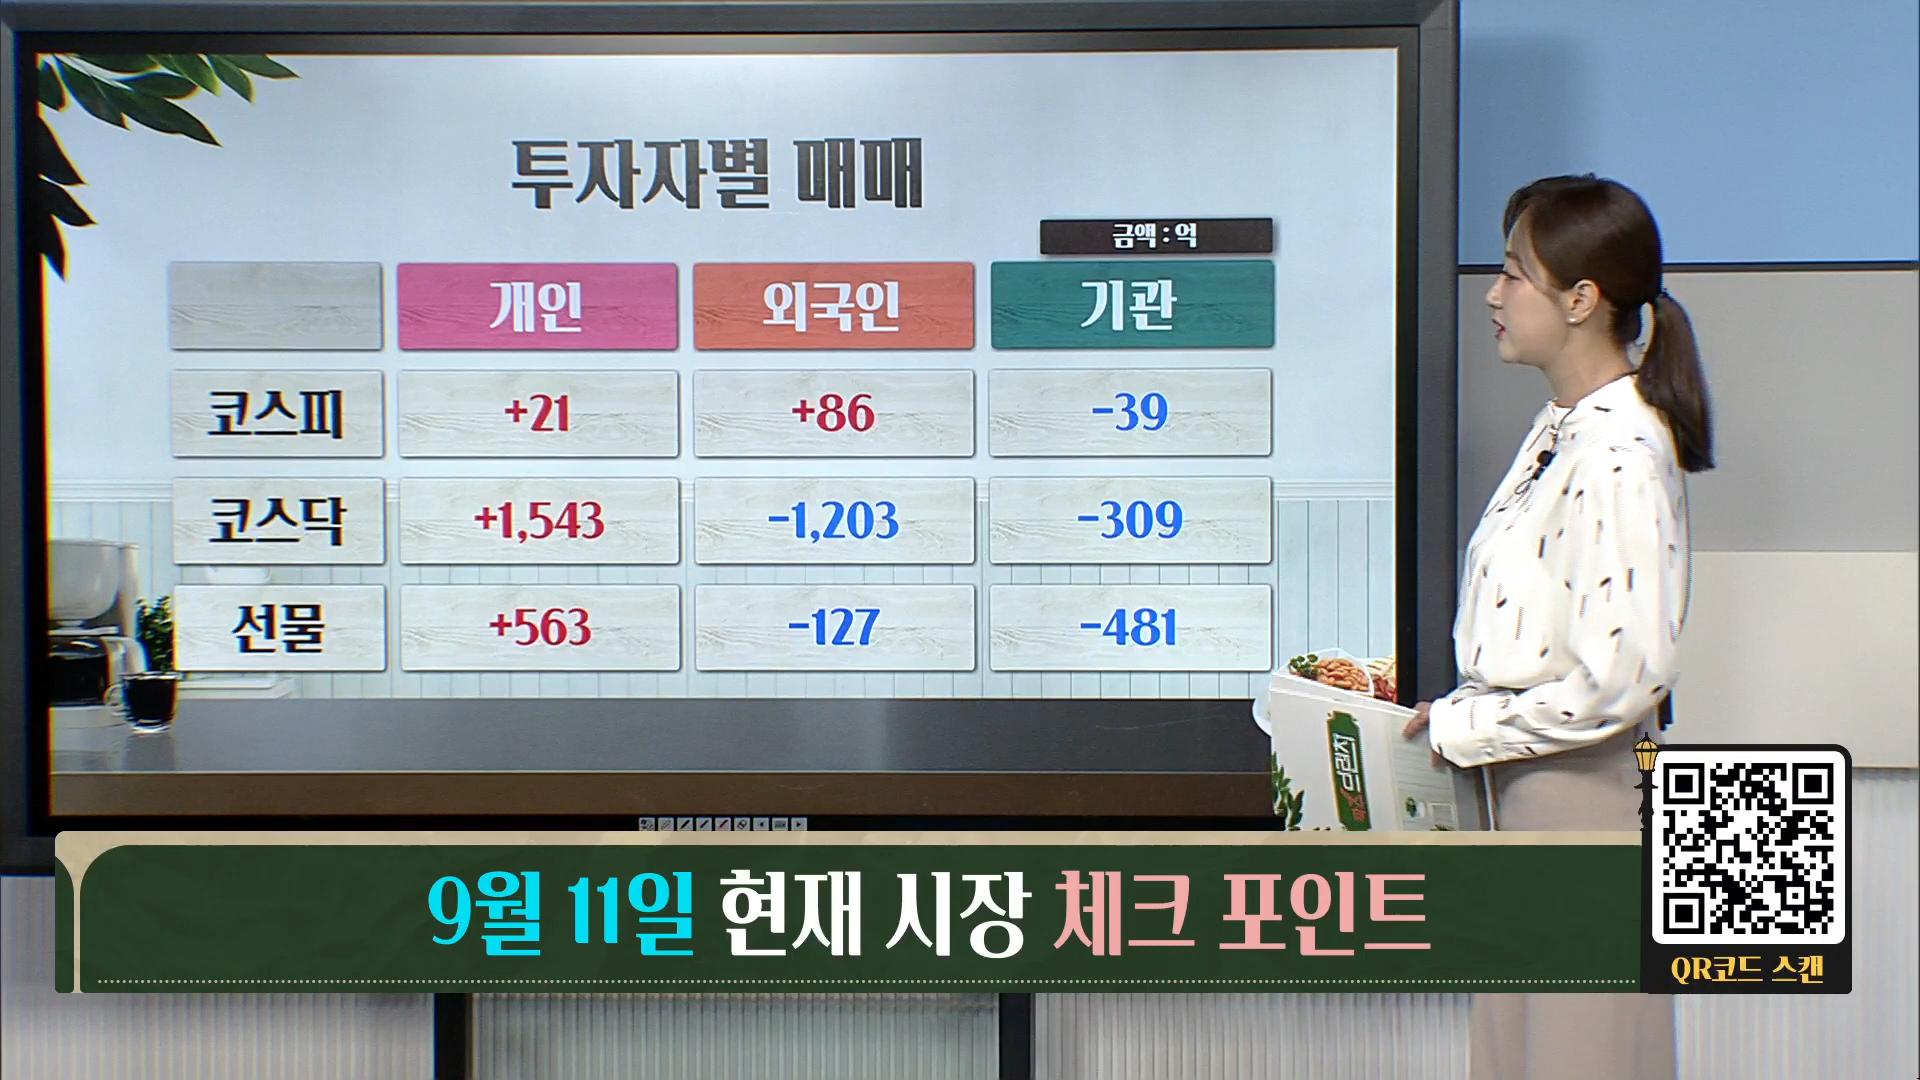 투자자별 매매
금액 : 억
개인 외국인 기관
코스피 +21 +86 -39
코스닥 +1,543 -1,203 -309
선물 +563 -127 -481
9월 11일 현재 시장 체크 포인트
QR코드 스캔